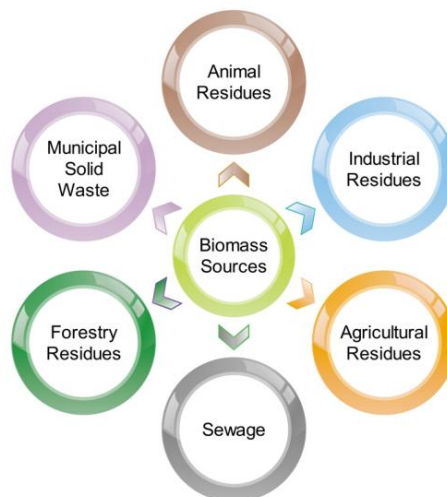 Animal
Residues
Municipal
Solid
Waste
Industrial
Residues
Biomass
Sources
Forestry
Residues
Agricultural
Residues
Sewage